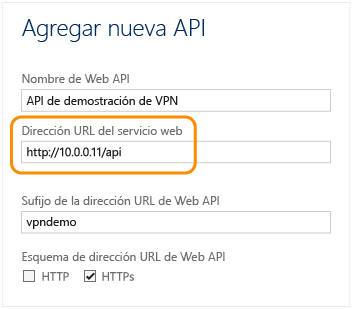 Agregar nueva API
Nombre de Web API
API de demostración de VPN
Dirección URL del servicio web
http://10.0.0.11/api
Sufijo de la dirección URL de Web API
vpndemo
Esquema de dirección URL de Web API
HTTP HTTPs